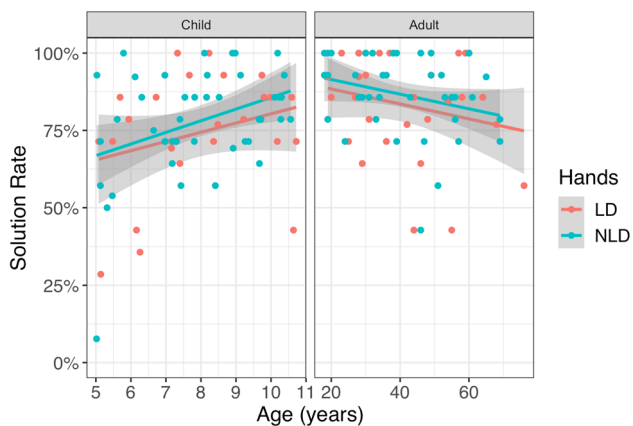 Child Adult
100%
75%
50%
25%
0%
Solution Rate
5 6 7 8 9 10 11 20 40 60
Age (years)
Hands
LD
NLD